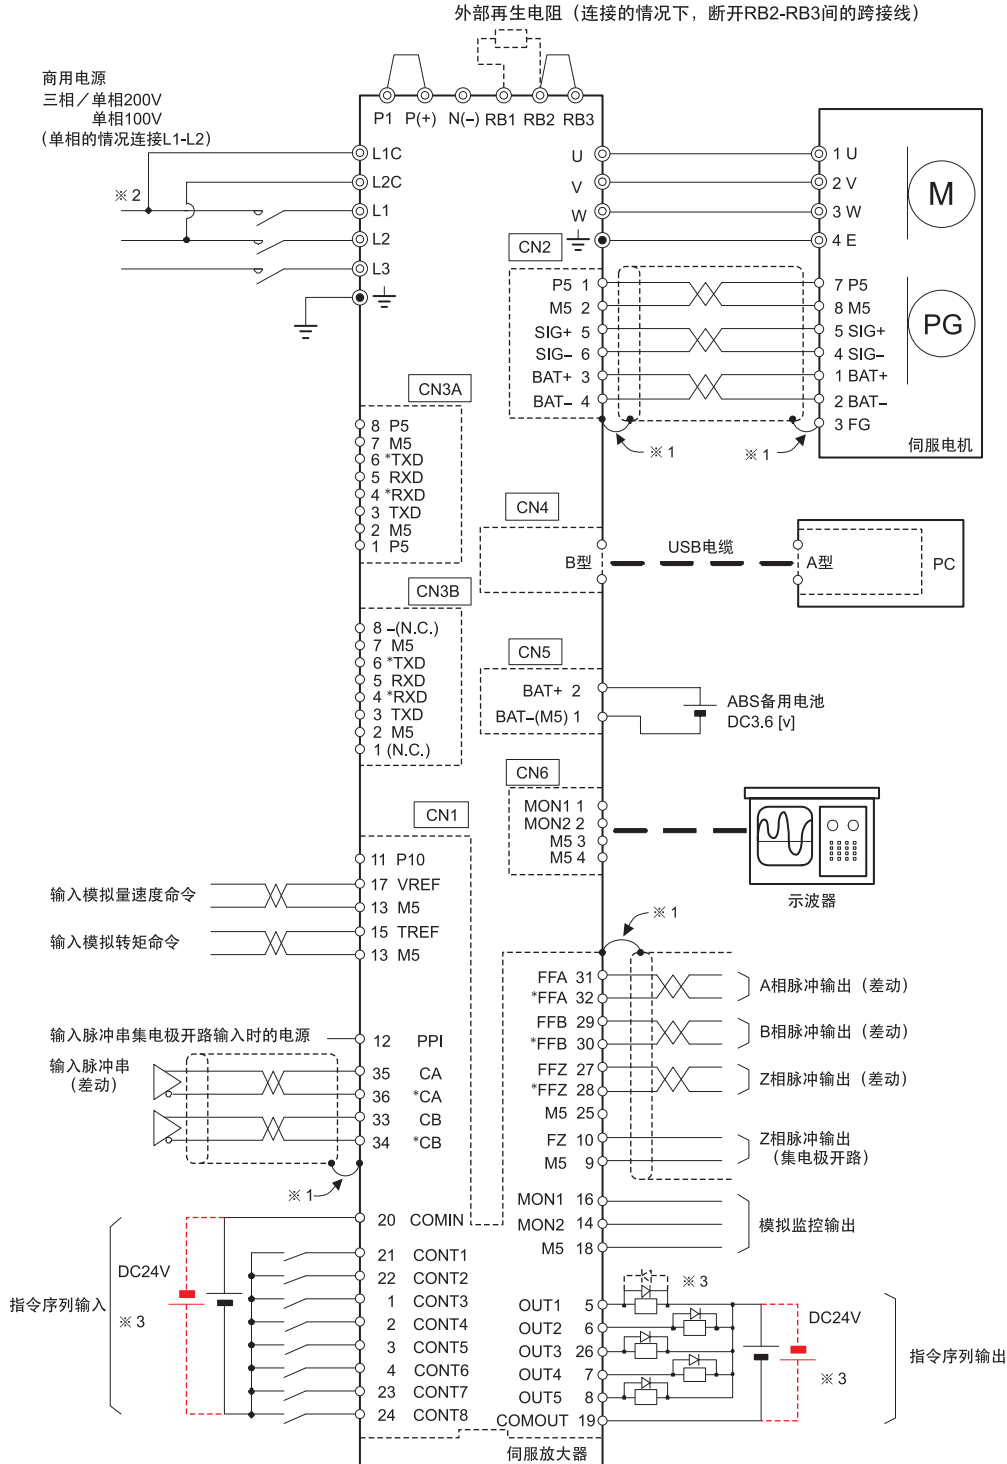 外部再生电阻（连接的情况下，断开RB2-RB3间的跨接线）
商用电源
三相／单相200V
单相100V
（单相的情况连接L1-L2）
P1 P(+) N(−) RB1 RB2 RB3
L1C
L2C
※ 2
L1
L2
L3
U
V
W
1 U
2 V
3 W
4 E
M
CN2
P5 1
M5 2
SIG+ 5
SIG− 6
BAT+ 3
BAT− 4
7 P5
8 M5
5 SIG+
4 SIG−
1 BAT+
2 BAT−
3 FG
PG
伺服电机
※ 1
※ 1
CN3A
8 P5
7 M5
6 *TXD
5 RXD
4 *RXD
3 TXD
2 M5
1 P5
CN4
B型
USB电缆
A型
PC
CN3B
8 −(N.C.)
7 M5
6 *TXD
5 RXD
4 *RXD
3 TXD
2 M5
1 (N.C.)
CN5
BAT+ 2
BAT−(M5) 1
ABS备用电池
DC3.6 [v]
CN6
MON1 1
MON2 2
M5 3
M5 4
示波器
CN1
11 P10
17 VREF
13 M5
15 TREF
13 M5
输入模拟量速度命令
输入模拟转矩命令
输入脉冲串集电极开路输入时的电源
12 PPI
输入脉冲串
（差动）
35 CA
36 *CA
33 CB
34 *CB
※ 1
※ 1
FFA 31
*FFA 32
FFB 29
*FFB 30
FFZ 27
*FFZ 28
M5 25
FZ 10
M5 9
A相脉冲输出（差动）
B相脉冲输出（差动）
Z相脉冲输出（差动）
Z相脉冲输出
（集电极开路）
MON1 16
MON2 14
M5 18
模拟监控输出
20 COMIN
21 CONT1
22 CONT2
1 CONT3
2 CONT4
3 CONT5
4 CONT6
23 CONT7
24 CONT8
DC24V
指令序列输入
※ 3
※ 3
OUT1 5
OUT2 6
OUT3 26
OUT4 7
OUT5 8
COMOUT 19
DC24V
指令序列输出
※ 3
伺服放大器